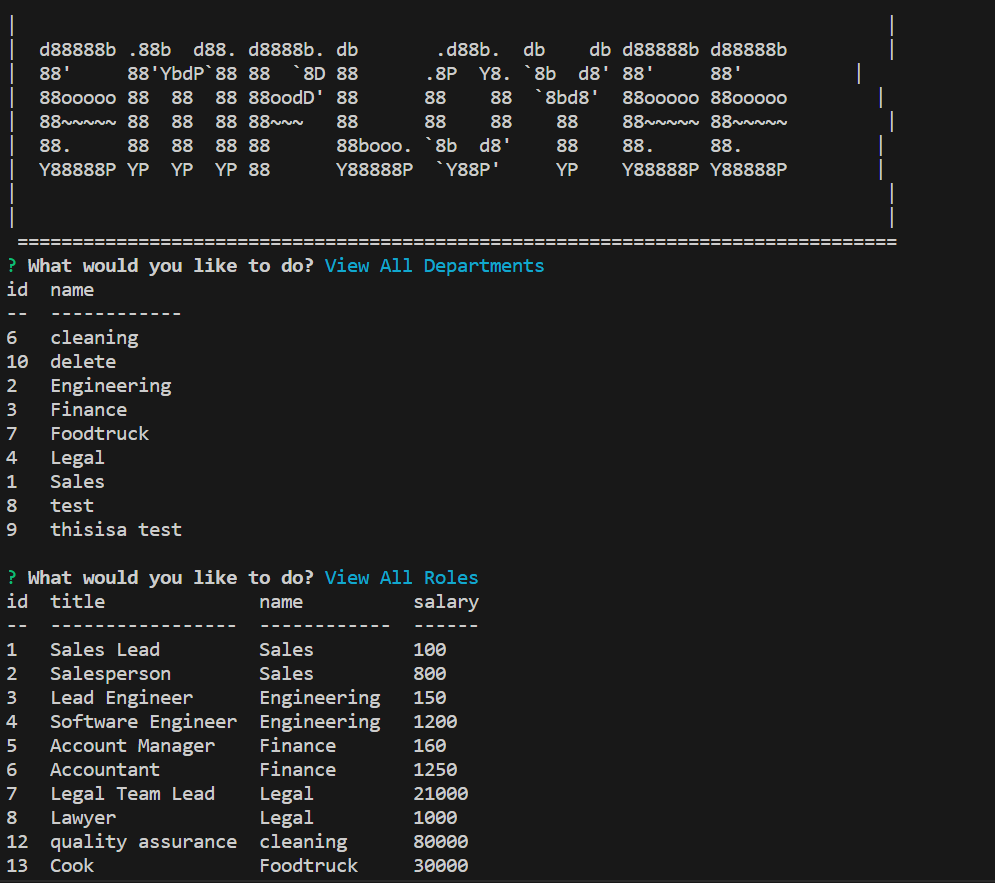 |                                                                               |
|  d88888b .88b  d88. d8888b. db       .d88b.  db    db d88888b d88888b         |
|  88'     88'YbdP`88 88  `8D 88      .8P  Y8. `8b  d8' 88'     88'          |
|  88ooooo 88  88  88 88oodD' 88      88    88  `8bd8'  88ooooo 88ooooo        |
|  88~~~~~ 88  88  88 88~~~   88      88    88    88    88~~~~~ 88~~~~~         |
|  88.     88  88  88 88      88booo. `8b  d8'    88    88.     88.            |
|  Y88888P YP  YP  YP 88      Y88888P  `Y88P'     YP    Y88888P Y88888P        |
|                                                                               |
|                                                                               |
================================================================================
? What would you like to do? View All Departments
id  name
--  ------------
6   cleaning
10  delete
2   Engineering
3   Finance
7   Foodtruck
4   Legal
1   Sales
8   test
9   thisisa test
? What would you like to do? View All Roles
id  title              name          salary
--  -----------------  ------------  ------
1   Sales Lead         Sales         100
2   Salesperson        Sales         800
3   Lead Engineer      Engineering   150
4   Software Engineer  Engineering   1200
5   Account Manager    Finance       160
6   Accountant         Finance       1250
7   Legal Team Lead    Legal         21000
8   Lawyer             Legal         1000
12  quality assurance  cleaning      80000
13  Cook               Foodtruck     30000